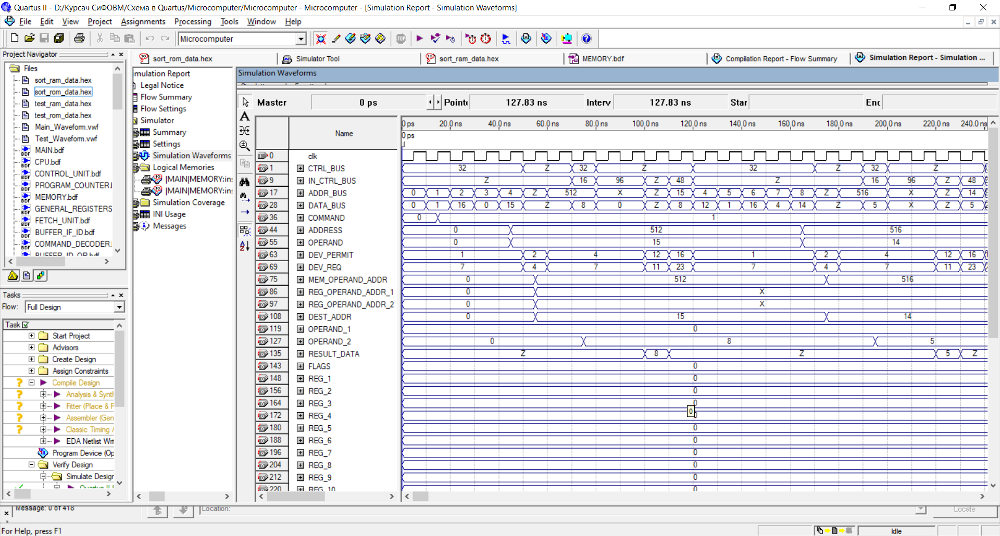 Quartus II - D:/Курсач СиФОВМ/Схема в Quartus/Microcomputer/Microcomputer - Microcomputer - [Simulation Report - Simulation Waveforms]
File Edit View Project Assignments Processing Tools Window Help
Microcomputer
Project Navigator
Files
sort_ram_data.hex
sort_rom_data.hex
test_ram_data.hex
test_rom_data.hex
Main_Waveform.vwf
Test_Waveform.vwf
MAIN.bdf
CPU.bdf
CONTROL_UNIT.bdf
PROGRAM_COUNTER.
MEMORY.bdf
GENERAL_REGISTERS
FETCH_UNIT.bdf
BUFFER_IF_ID.bdf
COMMAND_DECODER.
BUFFER_ID_OR.bdf
Tasks
Flow: Full Design
Task
Start Project
Advisors
Create Design
Assign Constraints
Compile Design
Analysis & Synth
Fitter (Place & F
Assembler (Gen
Classic Timing A
EDA Netlist Wri
Program Device (Op
Verify Design
Simulate Design
Quartus II S
sort_rom_data.hex Simulator Tool sort_ram_data.hex MEMORY.bdf Compilation Report - Flow Summary Simulation Report - Simulation ...
imulation Report
Legal Notice
Flow Summary
Flow Settings
Simulator
Summary
Settings
Simulation Waveforms
Logical Memories
|MAIN|MEMORY:ins
|MAIN|MEMORY:ins
Simulation Coverage
INI Usage
Messages
Simulation Waveforms
Master 0 ps Point 127.83 ns Interv 127.83 ns Star Enc
Name
0 ps 20.0 ns 40.0 ns 60.0 ns 80.0 ns 100.0 ns 120.0 ns 140.0 ns 160.0 ns 180.0 ns 200.0 ns 220.0 ns 240.0 ns
0 ps
0 clk
1 CTRL_BUS 32 Z 32 Z 32 Z 32 Z
9 IN_CTRL_BUS Z 16 96 Z 48 Z 16 96 Z 48
17 ADDR_BUS 0 1 2 3 4 Z 512 X Z 15 4 5 6 7 8 Z 516 X Z 14
28 DATA_BUS 0 1 16 0 15 Z 8 0 Z 8 12 1 16 4 14 Z 5 X Z 5
36 COMMAND 0 1
44 ADDRESS 0 512 516
55 OPERAND 0 15 14
63 DEV_PERMIT 1 2 4 12 16 1 2 4 12 16
69 DEV_REQ 7 4 7 11 23 7 4 7 11 23
75 MEM_OPERAND_ADDR 0 512 516
86 REG_OPERAND_ADDR_1 0 X
97 REG_OPERAND_ADDR_2 0 X
108 DEST_ADDR 0 15 14
119 OPERAND_1 0
127 OPERAND_2 0 8 5
135 RESULT_DATA Z 8 Z 5 Z
143 FLAGS 0
148 REG_1 0
156 REG_2 0
164 REG_3 0
172 REG_4 0 0
180 REG_5 0
188 REG_6 0
196 REG_7 0
204 REG_8 0
212 REG_9 0
220 REG_10 0
Message: 0 of 418
Location:
Locate
For Help, press F1
Idle